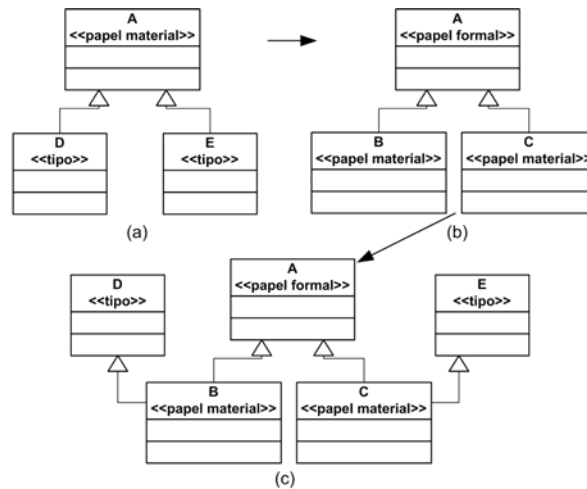 A
<<papel material>>
D
<<tipo>>
E
<<tipo>>
(a)
A
<<papel formal>>
B
<<papel material>>
C
<<papel material>>
(b)
D
<<tipo>>
A
<<papel formal>>
E
<<tipo>>
B
<<papel material>>
C
<<papel material>>
(c)